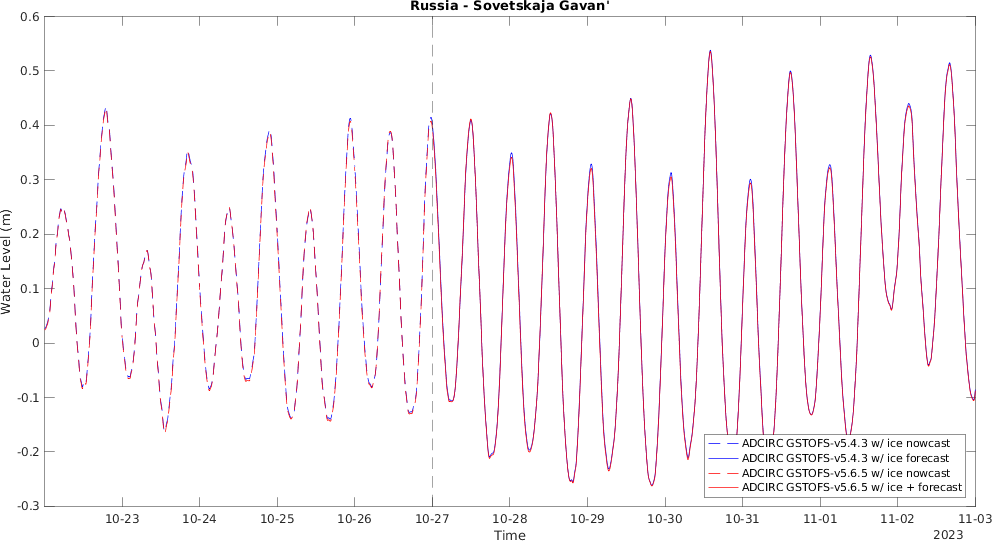 Russia - Sovetskaja Gavan'
Water Level (m)
0.6
0.5
0.4
0.3
0.2
0.1
0
-0.1
-0.2
-0.3
ADCIRC GSTOFS-v5.4.3 w/ ice nowcast
ADCIRC GSTOFS-v5.4.3 w/ ice forecast
ADCIRC GSTOFS-v5.6.5 w/ ice nowcast
ADCIRC GSTOFS-v5.6.5 w/ ice + forecast
10-23 10-24 10-25 10-26 10-27 10-28 10-29 10-30 10-31 11-01 11-02 11-03
Time
2023